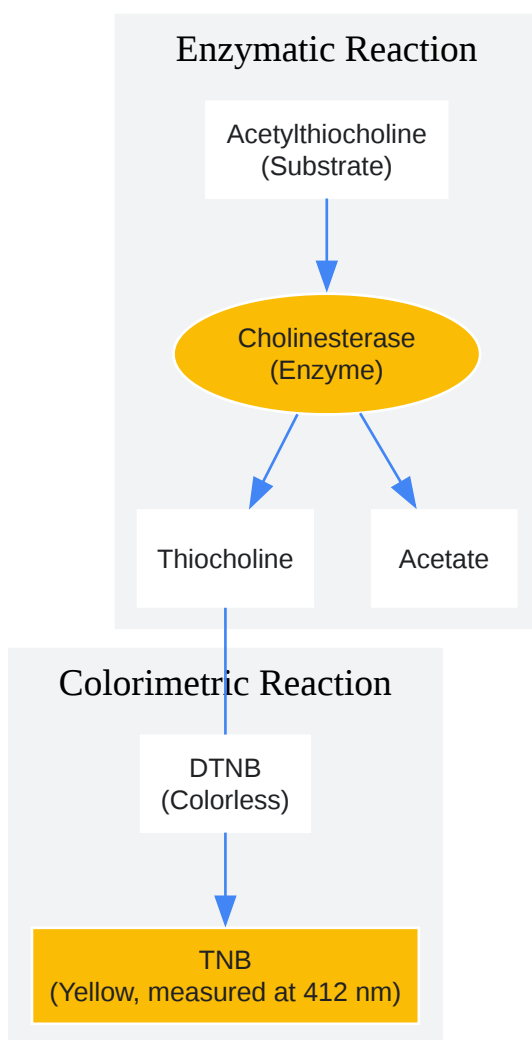 Enzymatic Reaction
Acetylthiocholine
(Substrate)
Cholinesterase
(Enzyme)
Thiocholine
Acetate
Colorimetric Reaction
DTNB
(Colorless)
TNB
(Yellow, measured at 412 nm)